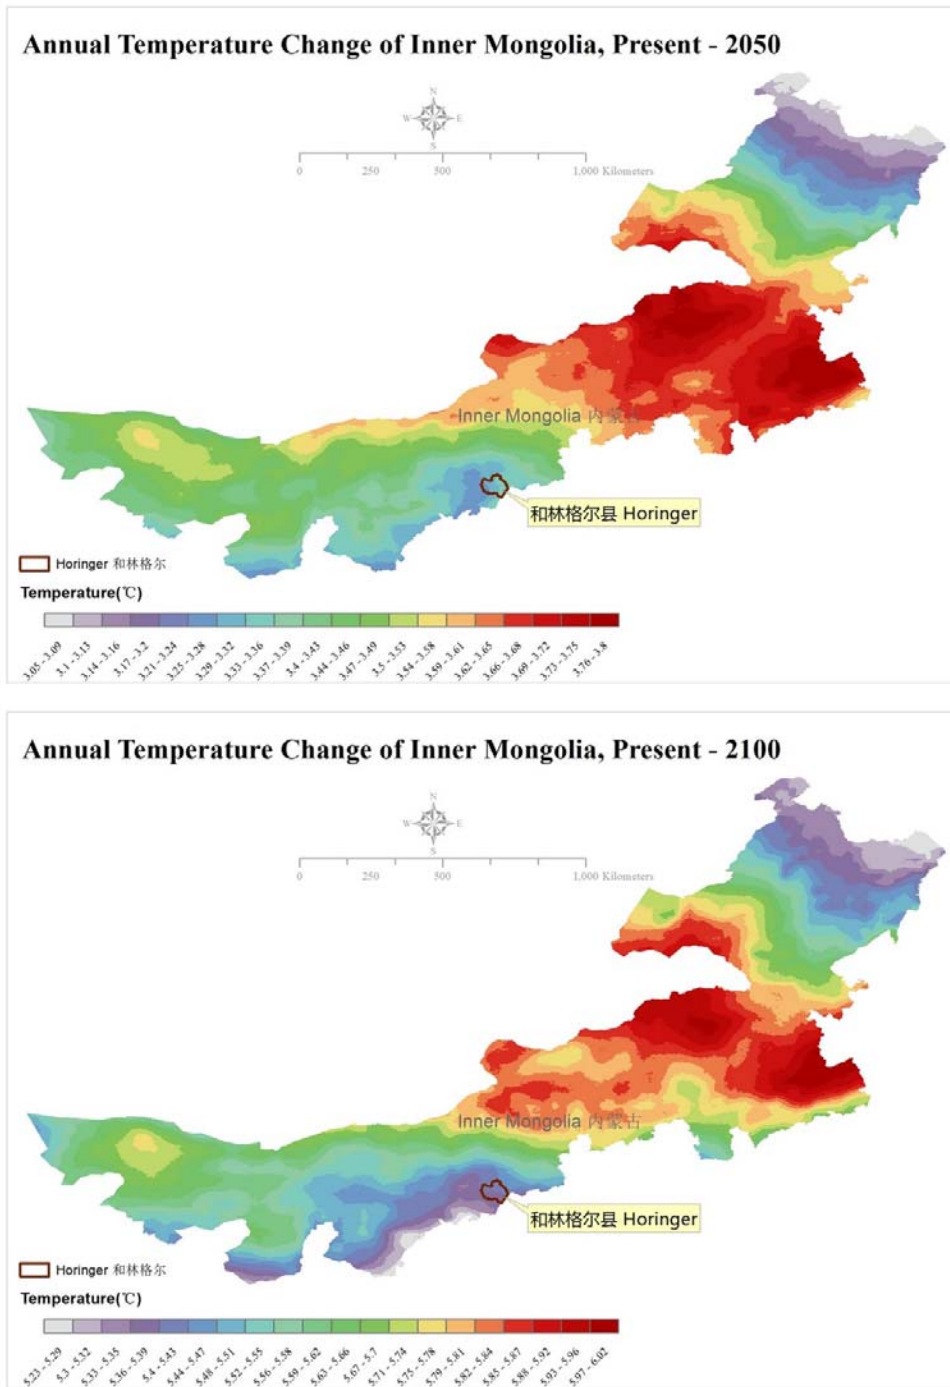 Annual Temperature Change of Inner Mongolia, Present - 2050
N
W E
S
0 250 500 1,000 Kilometers
Inner Mongolia 内蒙古
和林格尔县 Horinger
Horinger 和林格尔
Temperature(℃)
3.05 - 3.09
3.1 - 3.13
3.14 - 3.16
3.17 - 3.2
3.21 - 3.24
3.25 - 3.28
3.29 - 3.32
3.33 - 3.36
3.37 - 3.39
3.4 - 3.43
3.44 - 3.46
3.47 - 3.49
3.5 - 3.53
3.54 - 3.58
3.59 - 3.61
3.62 - 3.65
3.66 - 3.68
3.69 - 3.72
3.73 - 3.75
3.76 - 3.8
Annual Temperature Change of Inner Mongolia, Present - 2100
N
W E
S
0 250 500 1,000 Kilometers
Inner Mongolia 内蒙古
和林格尔县 Horinger
Horinger 和林格尔
Temperature(℃)
5.23 - 5.29
5.3 - 5.32
5.33 - 5.35
5.36 - 5.39
5.4 - 5.43
5.44 - 5.47
5.48 - 5.51
5.52 - 5.55
5.56 - 5.58
5.59 - 5.62
5.63 - 5.66
5.67 - 5.7
5.71 - 5.74
5.75 - 5.78
5.79 - 5.81
5.82 - 5.84
5.85 - 5.87
5.88 - 5.92
5.93 - 5.96
5.97 - 6.02